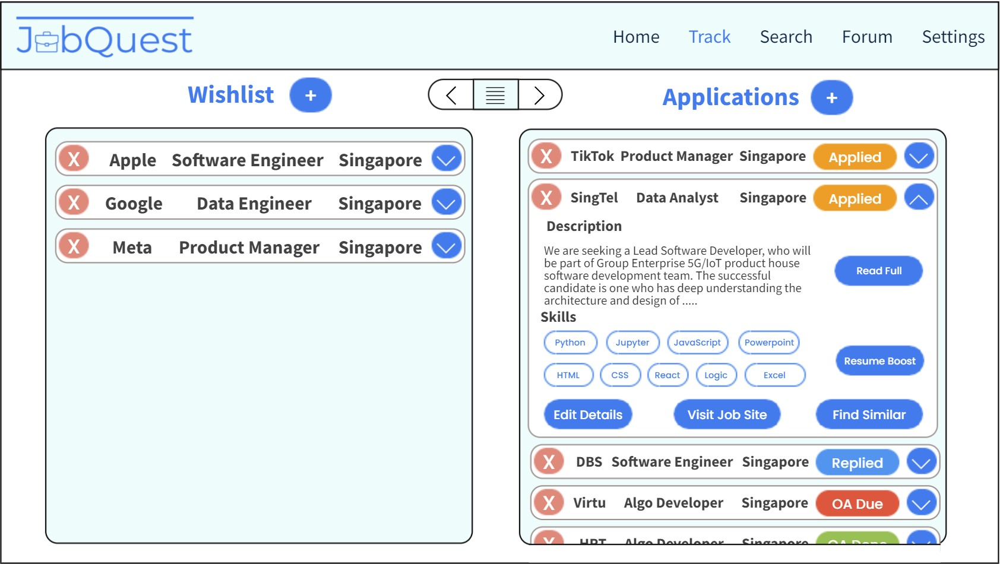 JobQuest
Home Track Search Forum Settings
Wishlist +
Applications +
X Apple Software Engineer Singapore
X Google Data Engineer Singapore
X Meta Product Manager Singapore
X TikTok Product Manager Singapore Applied
X SingTel Data Analyst Singapore Applied
Description
We are seeking a Lead Software Developer, who will
be part of Group Enterprise 5G/IoT product house
software development team. The successful
candidate is one who has deep understanding the
architecture and design of .....
Read Full
Skills
Python Jupyter JavaScript Powerpoint
HTML CSS React Logic Excel
Resume Boost
Edit Details Visit Job Site Find Similar
X DBS Software Engineer Singapore Replied
X Virtu Algo Developer Singapore OA Due
X HRT Algo Developer Singapore OA Done